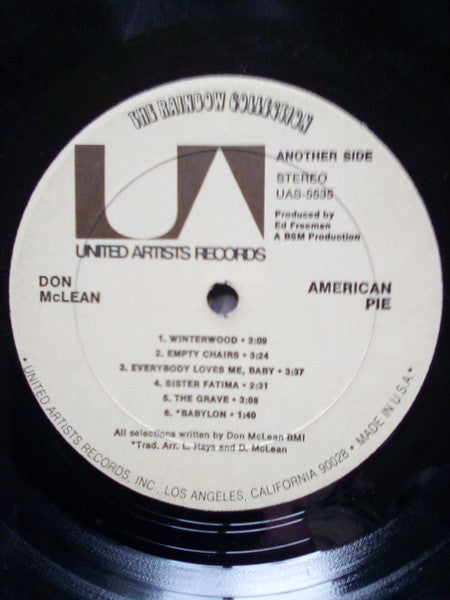 THE RAINBOW COLLECTION
UA
ANOTHER SIDE
STEREO
UAS-5535
Produced by
Ed Freeman
A BSM Production
UNITED ARTISTS RECORDS
DON
McLEAN
AMERICAN
PIE
1. WINTERWOOD • 3:09
2. EMPTY CHAIRS • 3:24
3. EVERYBODY LOVES ME, BABY • 3:37
4. SISTER FATIMA • 2:31
5. THE GRAVE • 3:08
6. *BABYLON • 1:40
All selections written by Don McLean BMI
*Trad. Arr. L. Hays and D. McLean
• UNITED ARTISTS RECORDS, INC., LOS ANGELES, CALIFORNIA 90028 • MADE IN U.S.A •